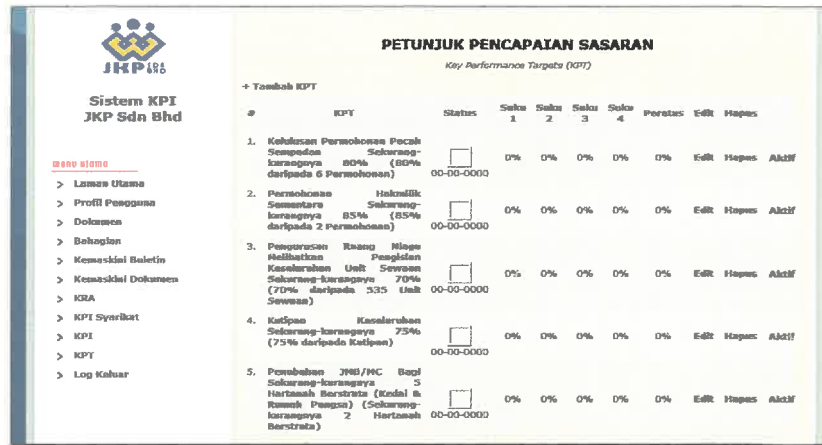 JKP SDN BHD
Sistem KPI
JKP Sdn Bhd
menu utama
> Laman Utama
> Profil Pengguna
> Dokumen
> Bahagian
> Kemaskini Buletin
> Kemaskini Dokumen
> KRA
> KPI Syarikat
> KPI
> KPT
> Log Keluar
PETUNJUK PENCAPAIAN SASARAN
Key Performance Targets (KPT)
+ Tambah KPT
# KPT Status Suku 1 Suku 2 Suku 3 Suku 4 Peratus Edit Hapus
1. Kelulusan Permohonan Pecah
Sempadan Sekurang-
kurangnya 80% (80%
daripada 6 Permohonan)
00-00-0000 0% 0% 0% 0% 0% Edit Hapus Aktif
2. Permohonan Hakmilik
Sementara Sekurang-
kurangnya 85% (85%
daripada 2 Permohonan)
00-00-0000 0% 0% 0% 0% 0% Edit Hapus Aktif
3. Pengurusan Ruang Niaga
Melibatkan Pengisian
Keseluruhan Unit Sewaan
Sekurang-kurangnya 70%
(70% daripada 535 Unit
Sewaan)
00-00-0000 0% 0% 0% 0% 0% Edit Hapus Aktif
4. Kutipan Keseluruhan
Sekurang-kurangnya 75%
(75% daripada Kutipan)
00-00-0000 0% 0% 0% 0% 0% Edit Hapus Aktif
5. Penubuhan JMB/MC Bagi
Sekurang-kurangnya 5
Hartanah Berstrata (Kedai &
Rumah Pangsa) (Sekurang-
kurangnya 2 Hartanah
Berstrata)
00-00-0000 0% 0% 0% 0% 0% Edit Hapus Aktif